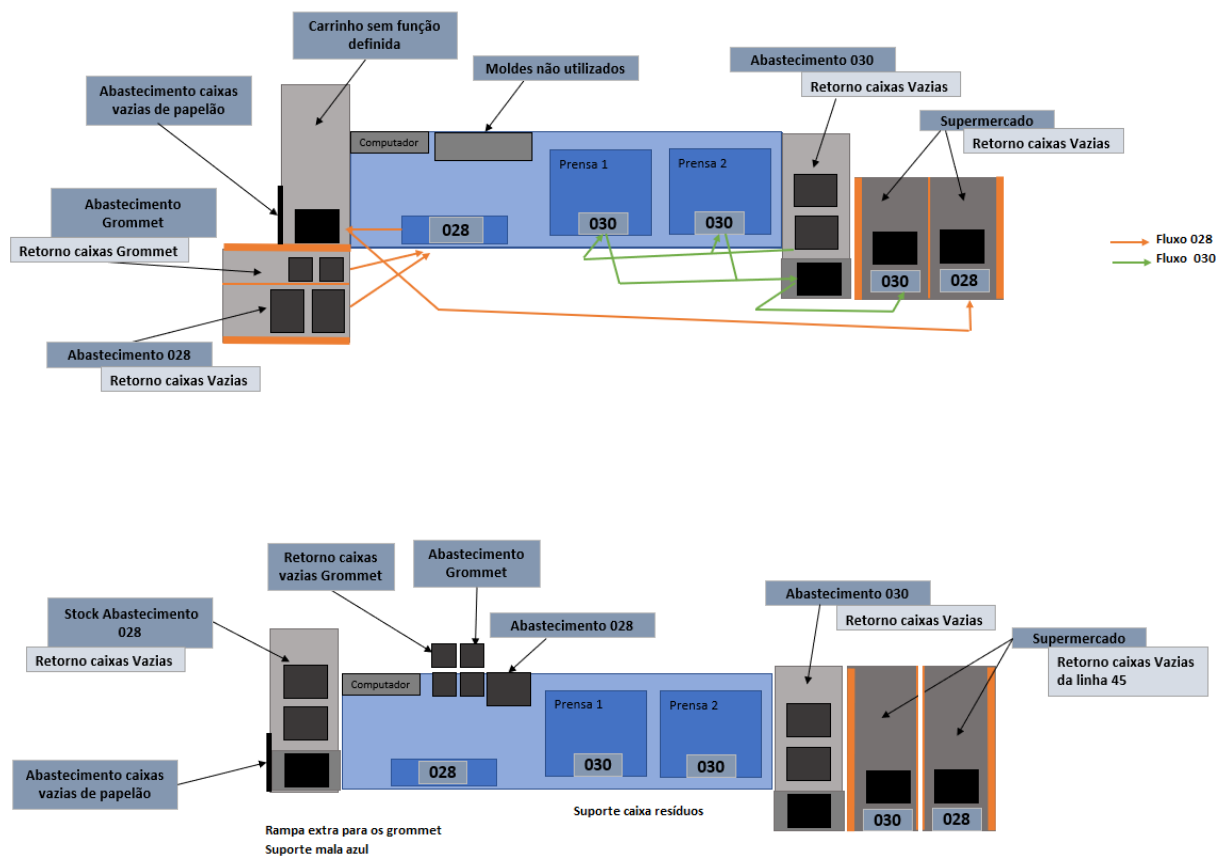 Carrinho sem função
definida
Moldes não utilizados
Abastecimento 030
Retorno caixas Vazias
Abastecimento caixas
vazias de papelão
Supermercado
Retorno caixas Vazias
Computador
Prensa 1
Prensa 2
Abastecimento
Grommet
Retorno caixas Grommet
028
030
030
Fluxo 028
Fluxo 030
030
028
Abastecimento 028
Retorno caixas Vazias
Retorno caixas
vazias Grommet
Abastecimento
Grommet
Abastecimento 030
Retorno caixas Vazias
Stock Abastecimento
028
Retorno caixas Vazias
Abastecimento 028
Supermercado
Retorno caixas Vazias
da linha 45
Computador
Prensa 1
Prensa 2
028
030
030
Abastecimento caixas
vazias de papelão
Suporte caixa resíduos
030
028
Rampa extra para os grommet
Suporte mala azul